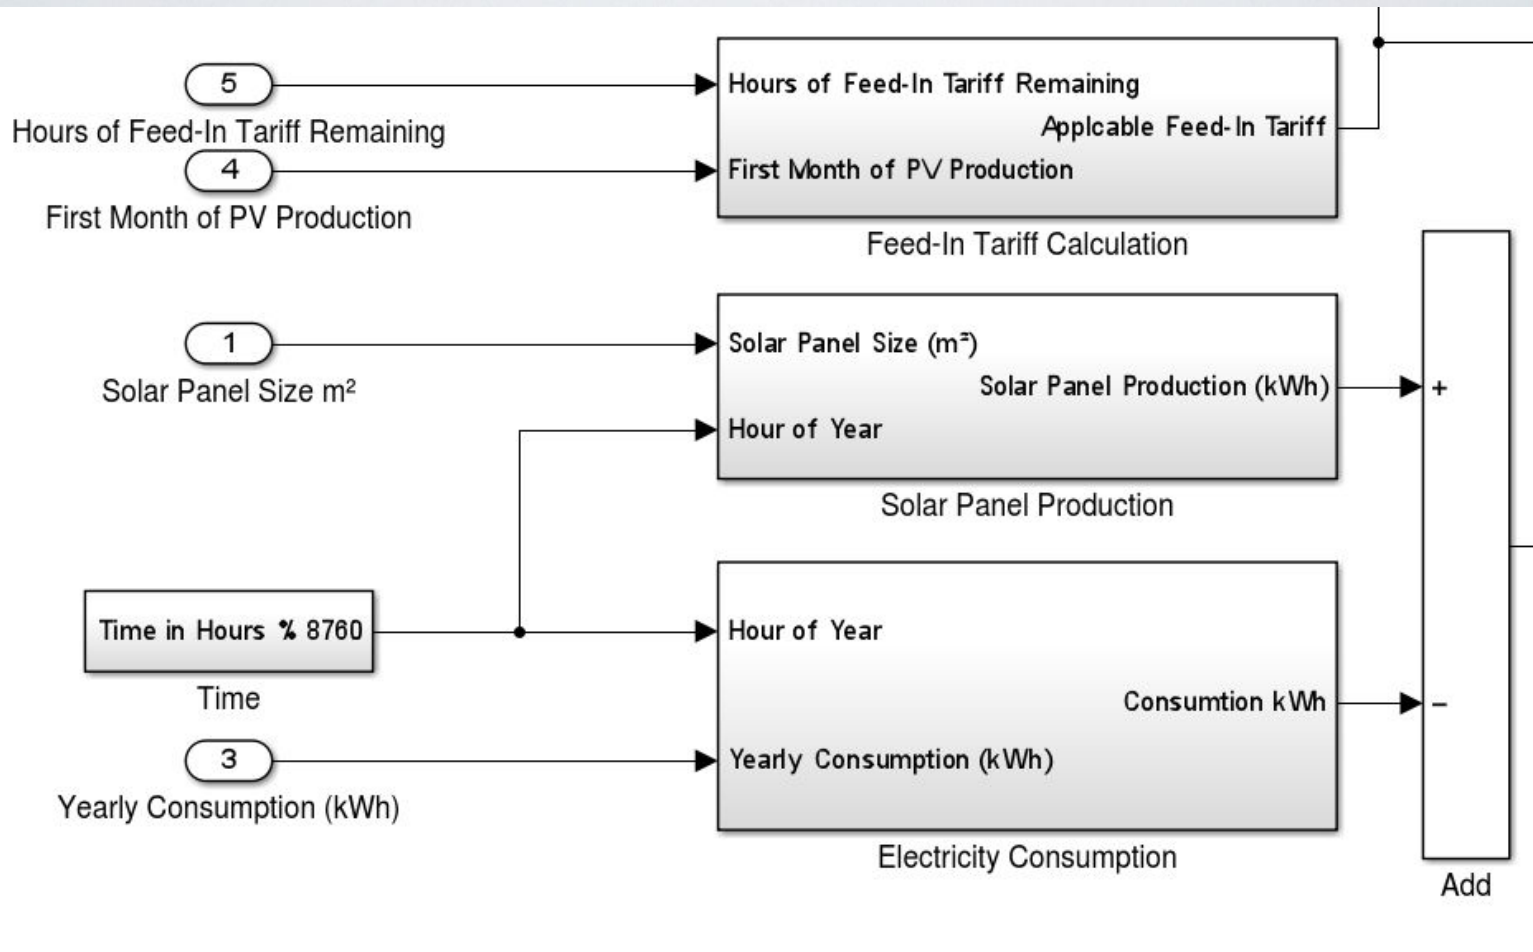 5
Hours of Feed-In Tariff Remaining
4
First Month of PV Production
Hours of Feed-In Tariff Remaining
Applcable Feed-In Tariff
First Month of PV Production
Feed-In Tariff Calculation
1
Solar Panel Size m²
Solar Panel Size (m²)
Solar Panel Production (kWh)
Hour of Year
Solar Panel Production
+
Time in Hours % 8760
Time
3
Yearly Consumption (kWh)
Hour of Year
Consumtion kWh
Yearly Consumption (kWh)
Electricity Consumption
−
Add